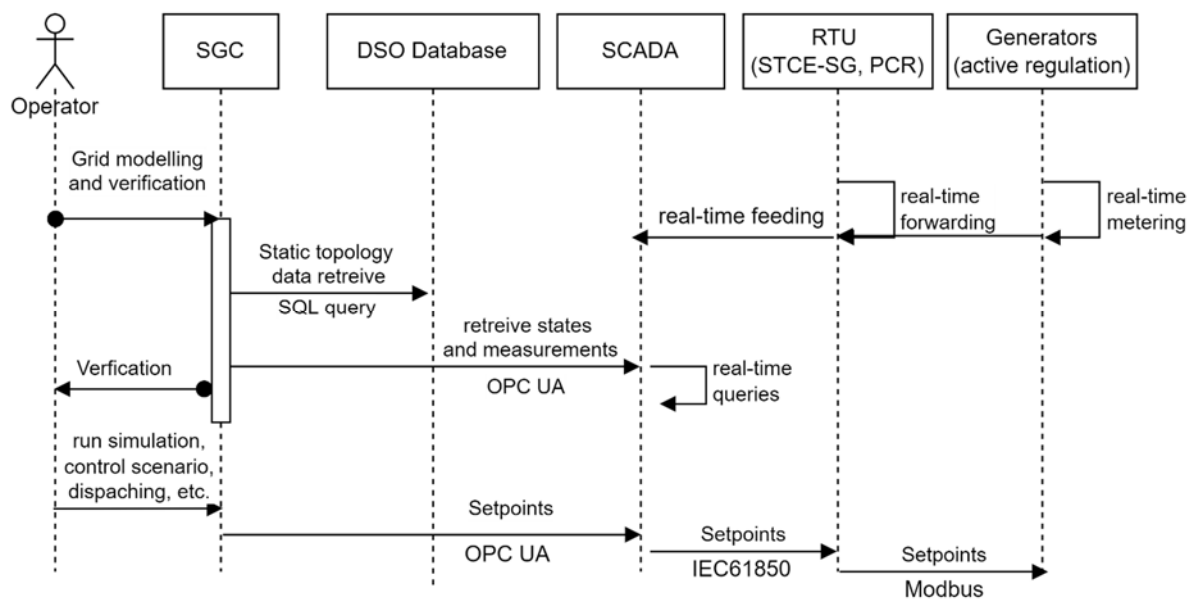 SGC
DSO Database
SCADA
RTU
(STCE-SG, PCR)
Generators
(active regulation)
Operator
Grid modelling
and verification
real-time feeding
real-time
forwarding
real-time
metering
Static topology
data retreive
SQL query
retreive states
and measurements
OPC UA
real-time
queries
Verfication
run simulation,
control scenario,
dispaching, etc.
Setpoints
OPC UA
Setpoints
IEC61850
Setpoints
Modbus